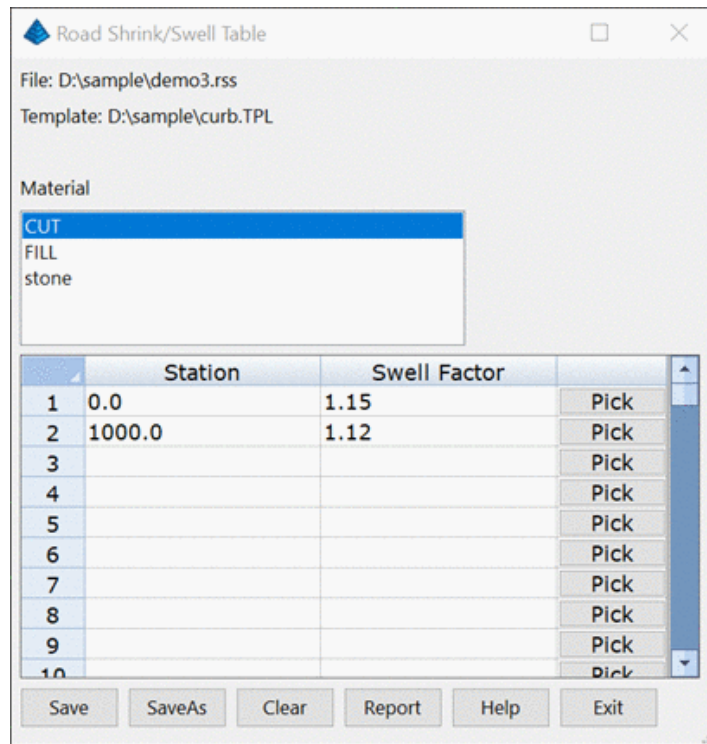 Road Shrink/Swell Table
File: D:\sample\demo3.rss
Template: D:\sample\curb.TPL
Material
CUT
FILL
stone
Station Swell Factor
1 0.0 1.15 Pick
2 1000.0 1.12 Pick
3 Pick
4 Pick
5 Pick
6 Pick
7 Pick
8 Pick
9 Pick
10 Pick
Save SaveAs Clear Report Help Exit